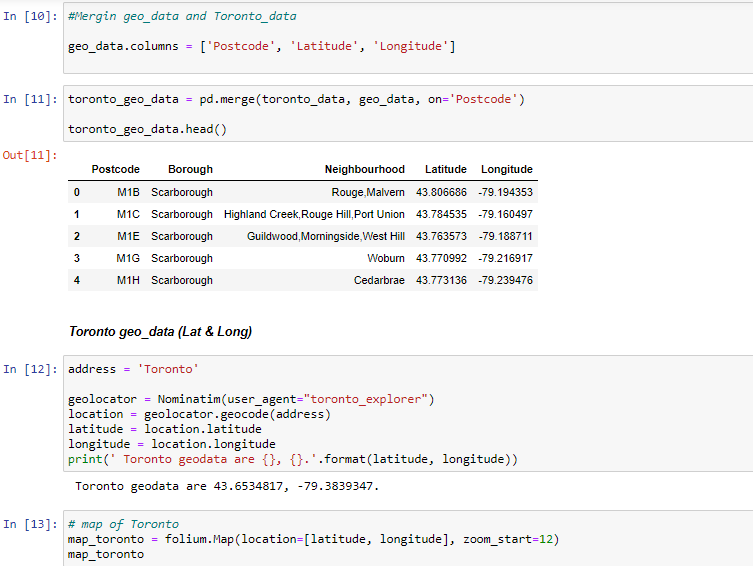 In [10]: #Mergin geo_data and Toronto_data
geo_data.columns = ['Postcode', 'Latitude', 'Longitude']
In [11]: toronto_geo_data = pd.merge(toronto_data, geo_data, on='Postcode')
toronto_geo_data.head()
Out[11]:
Postcode Borough Neighbourhood Latitude Longitude
0 M1B Scarborough Rouge,Malvern 43.806686 -79.194353
1 M1C Scarborough Highland Creek,Rouge Hill,Port Union 43.784535 -79.160497
2 M1E Scarborough Guildwood,Morningside,West Hill 43.763573 -79.188711
3 M1G Scarborough Woburn 43.770992 -79.216917
4 M1H Scarborough Cedarbrae 43.773136 -79.239476
Toronto geo_data (Lat & Long)
In [12]: address = 'Toronto'
geolocator = Nominatim(user_agent="toronto_explorer")
location = geolocator.geocode(address)
latitude = location.latitude
longitude = location.longitude
print(' Toronto geodata are {}, {}.'.format(latitude, longitude))
Toronto geodata are 43.6534817, -79.3839347.
In [13]: # map of Toronto
map_toronto = folium.Map(location=[latitude, longitude], zoom_start=12)
map_toronto